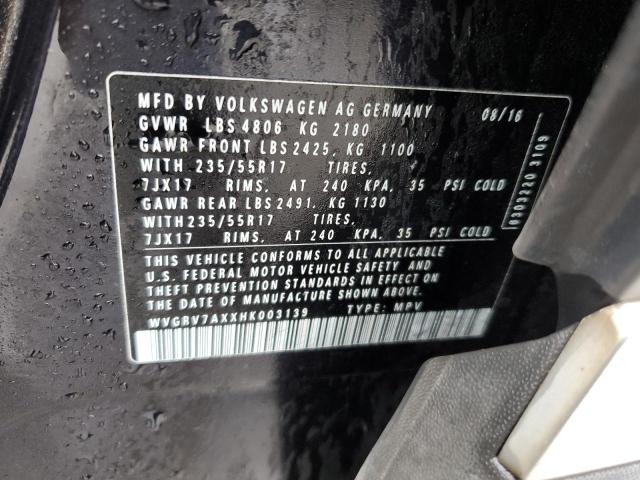 MFD BY VOLKSWAGEN AG GERMANY 08/16
GVWR LBS 4806 KG 2180
GAWR FRONT LBS 2425, KG 1100
WITH 235/55R17 TIRES,
7JX17 RIMS, AT 240 KPA, 35 PSI COLD
GAWR REAR LBS 2491, KG 1130
WITH 235/55R17 TIRES,
7JX17 RIMS, AT 240 KPA, 35 PSI COLD
THIS VEHICLE CONFORMS TO ALL APPLICABLE
U.S. FEDERAL MOTOR VEHICLE SAFETY AND
THEFT PREVENTION STANDARDS IN EFFECT ON
THE DATE OF MANUFACTURE SHOWN ABOVE.
WVGRV7AXXHK003139 TYPE: MPV